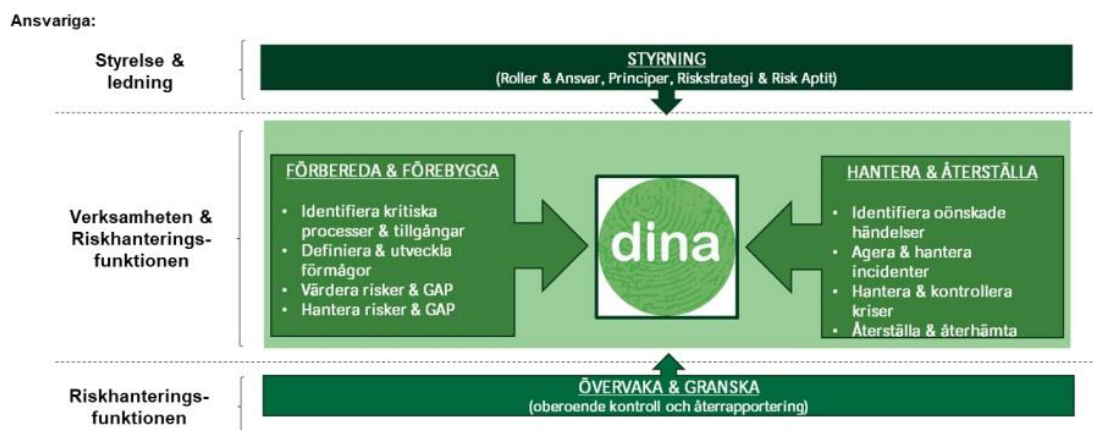 Ansvariga:
Styrelse &
ledning
STYRNING
(Roller & Ansvar, Principer, Riskstrategi & Risk Aptit)
Verksamheten &
Riskhanterings-
funktionen
FÖRBEREDA & FÖREBYGGA
• Identifiera kritiska
processer & tillgångar
• Definiera & utveckla
förmågor
• Värdera risker & GAP
• Hantera risker & GAP
dina
HANTERA & ÅTERSTÄLLA
• Identifiera oönskade
händelser
• Agera & hantera
incidenter
• Hantera & kontrollera
kriser
• Återställa & återhämta
Riskhanterings-
funktionen
ÖVERVAKA & GRANSKA
(oberoende kontroll och återrapportering)